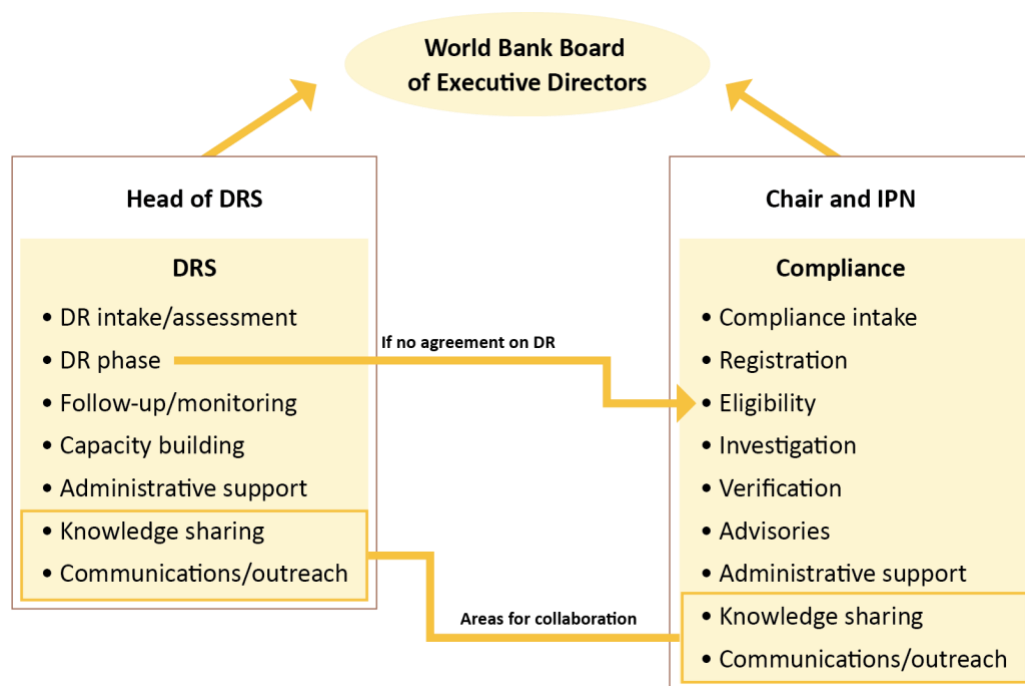 World Bank Board
of Executive Directors
Head of DRS
DRS
• DR intake/assessment
• DR phase
• Follow-up/monitoring
• Capacity building
• Administrative support
• Knowledge sharing
• Communications/outreach
If no agreement on DR
Areas for collaboration
Chair and IPN
Compliance
• Compliance intake
• Registration
• Eligibility
• Investigation
• Verification
• Advisories
• Administrative support
• Knowledge sharing
• Communications/outreach